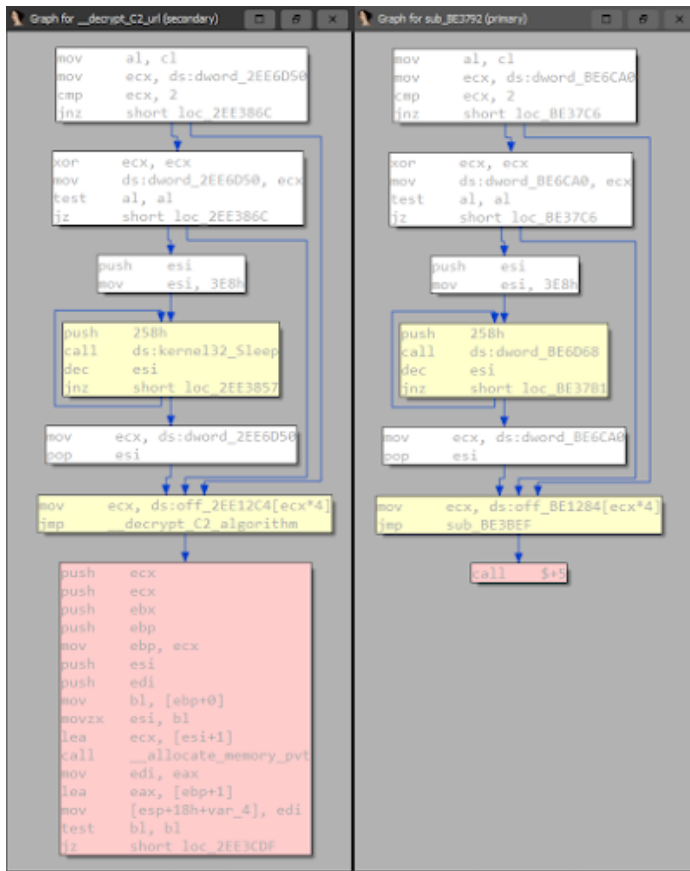 Graph for __decrypt_C2_url (secondary)
mov al, cl
mov ecx, ds:dword_2EE6D50
cmp ecx, 2
jnz short loc_2EE386C
xor ecx, ecx
mov ds:dword_2EE6D50, ecx
test al, al
jz short loc_2EE386C
push esi
mov esi, 3E8h
push 258h
call ds:kernel32_Sleep
dec esi
jnz short loc_2EE3857
mov ecx, ds:dword_2EE6D50
pop esi
mov ecx, ds:off_2EE12C4[ecx*4]
jmp __decrypt_C2_algorithm
push ecx
push ecx
push ebx
push ebp
mov ebp, ecx
push esi
push edi
mov bl, [ebp+0]
movzx esi, bl
lea ecx, [esi+1]
call __allocate_memory_pvt
mov edi, eax
lea eax, [ebp+1]
mov [esp+18h+var_4], edi
test bl, bl
jz short loc_2EE3CDF
Graph for sub_BE3792 (primary)
mov al, cl
mov ecx, ds:dword_BE6CA0
cmp ecx, 2
jnz short loc_BE37C6
xor ecx, ecx
mov ds:dword_BE6CA0, ecx
test al, al
jz short loc_BE37C6
push esi
mov esi, 3E8h
push 258h
call ds:dword_BE6D68
dec esi
jnz short loc_BE37B1
mov ecx, ds:dword_BE6CA0
pop esi
mov ecx, ds:off_BE1284[ecx*4]
jmp sub_BE3BEF
call $+5